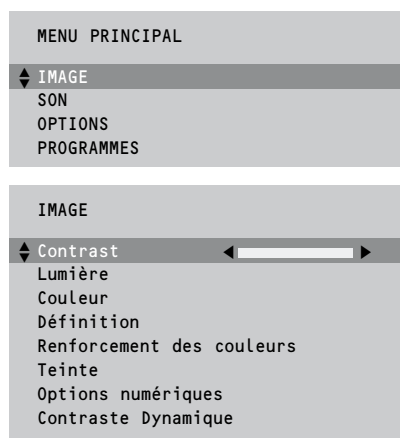 MENU PRINCIPAL
IMAGE
SON
OPTIONS
PROGRAMMES
IMAGE
Contrast
Lumière
Couleur
Définition
Renforcement des couleurs
Teinte
Options numériques
Contraste Dynamique